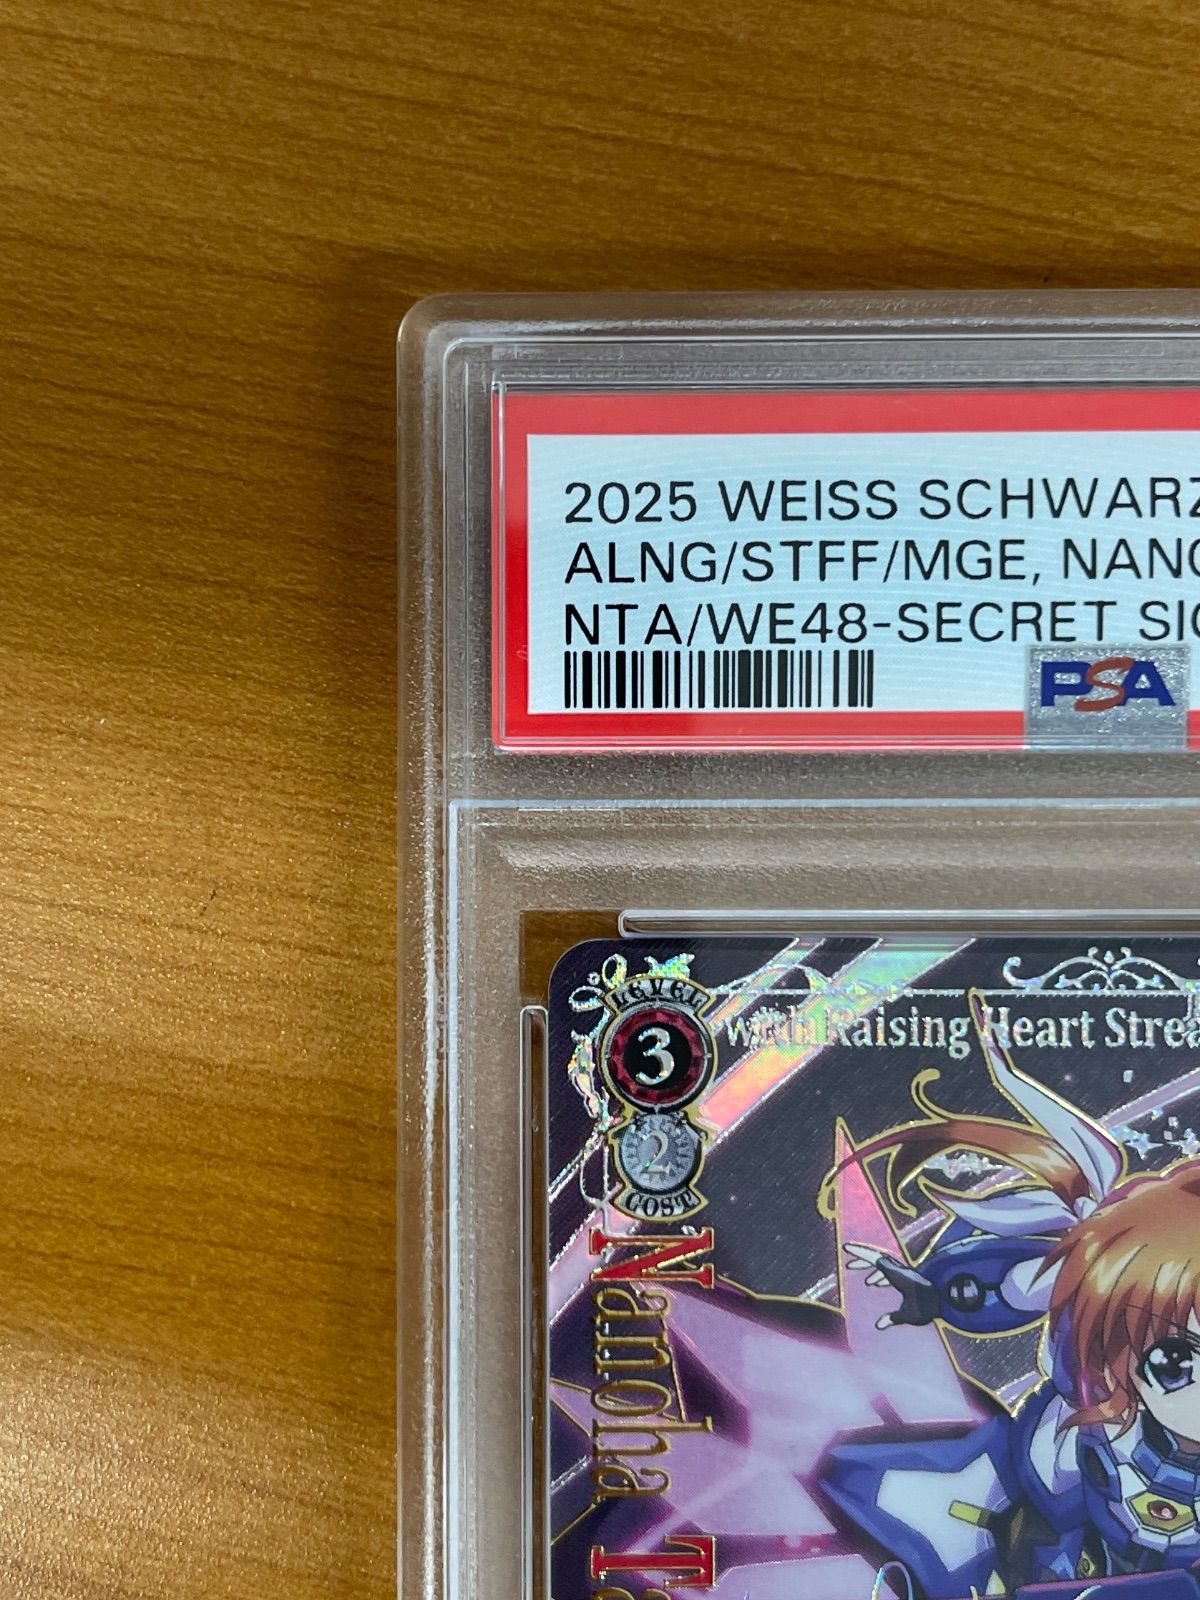 2025 WEISS SCHWARZ
ALNG/STFF/MGE, NANO
NTA/WE48-SECRET SIG
PSA
LEVEL
3
with Raising Heart Strea
2
COST
Nanoha Ta